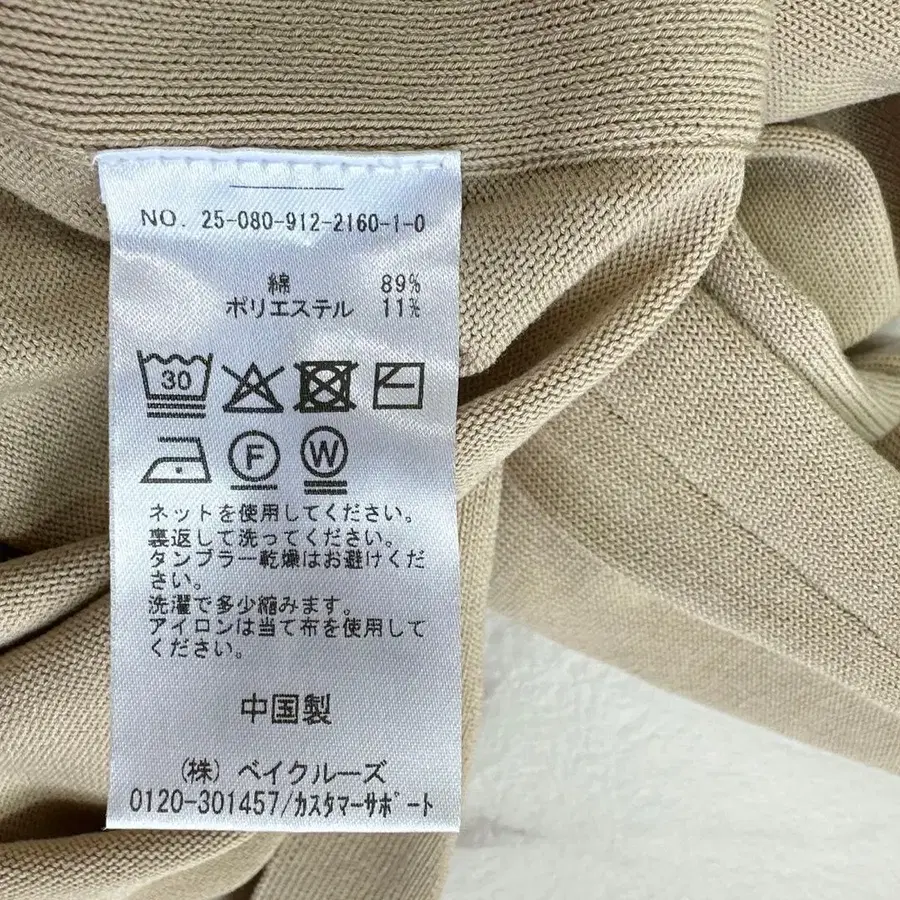 NO. 25-080-912-2160-1-0
綿 89%
ポリエステル 11%
30
F W
ネットを使用してください。
裏返して洗ってください。
タンブラー乾燥はお避けくだ
さい。
洗濯で多少縮みます。
アイロンは当て布を使用して
ください。
中国製
(株) ベイクルーズ
0120-301457/カスタマーサポート